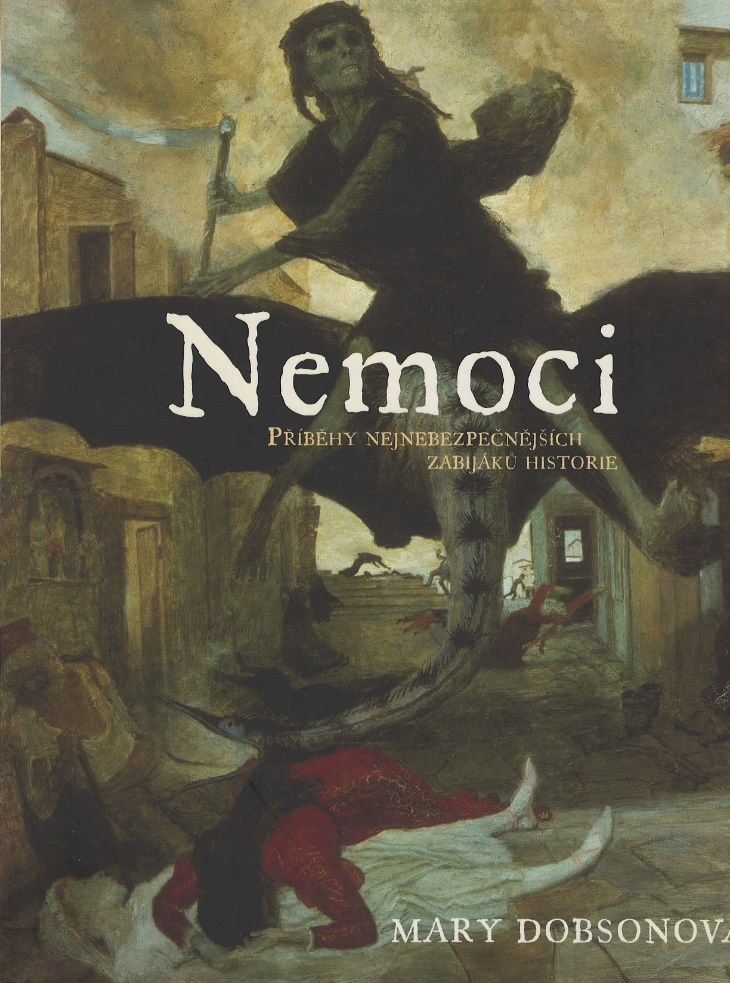 Nemoci
Příběhy nejnebezpečnějších
zabijáků historie
MARY DOBSONOVÁ